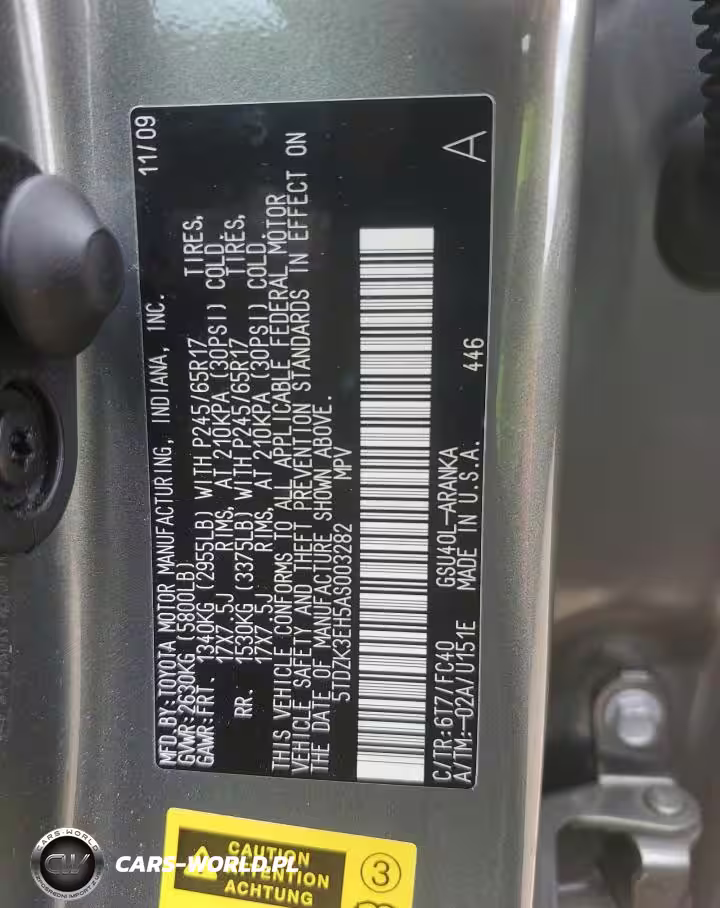 MFD.BY:TOYOTA MOTOR MANUFACTURING, INDIANA, INC. 11/09
GVWR:2630KG (5800LB)
GAWR:FRT. 1340KG (2955LB) WITH P245/65R17 TIRES,
17X7.5J RIMS, AT 210KPA (30PSI) COLD.
RR. 1530KG (3375LB) WITH P245/65R17 TIRES,
17X7.5J RIMS, AT 210KPA (30PSI) COLD.
THIS VEHICLE CONFORMS TO ALL APPLICABLE FEDERAL MOTOR
VEHICLE SAFETY AND THEFT PREVENTION STANDARDS IN EFFECT ON
THE DATE OF MANUFACTURE SHOWN ABOVE.
5TDZK3EH5AS003282 MPV
C/TR:6T7/FC40 GSU40L-ARANKA
A/TM:-02A/U151E MADE IN U.S.A. 446 A
CAUTION
ATTENTION
ACHTUNG
3
CARS-WORLD
CW
CARS-WORLD.PL